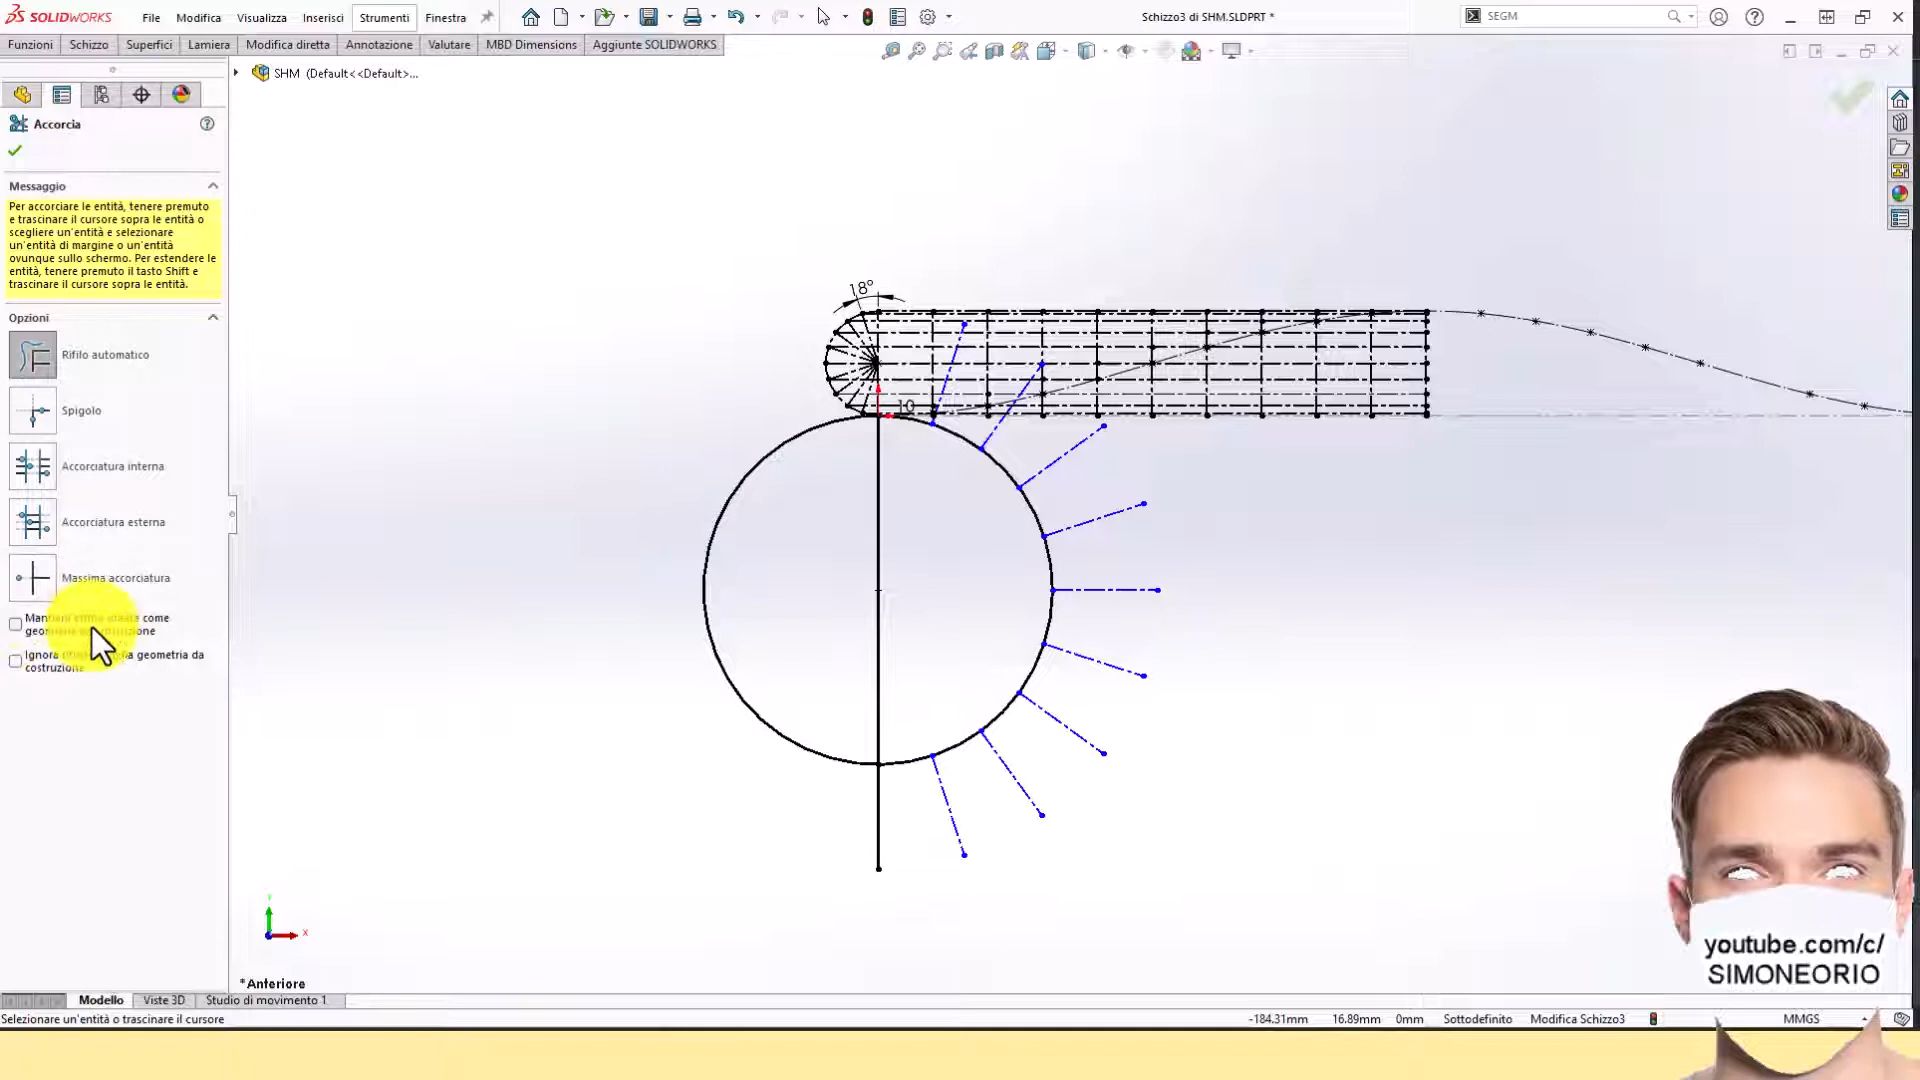 SOLIDWORKS File Modifica Visualizza Inserisci Strumenti Finestra Schizzo3 di SHM.SLDPRT * SEGM
Funzioni Schizzo Superfici Lamiera Modifica diretta Annotazione Valutare MBD Dimensions Aggiunte SOLIDWORKS
SHM (Default<<Default>...
Accorcia
Messaggio
Per accorciare le entità, tenere premuto
e trascinare il cursore sopra le entità o
scegliere un'entità e selezionare
un'entità di margine o un'entità
ovunque sullo schermo. Per estendere le
entità, tenere premuto il tasto Shift e
trascinare il cursore sopra le entità.
Opzioni
Rifilo automatico
Spigolo
Accorciatura interna
Accorciatura esterna
Massima accorciatura
come
Ignora geometria da
costruzione
18°
10
Y
X
*Anteriore
youtube.com/c/
SIMONEORIO
Modello Viste 3D Studio di movimento 1
Selezionare un'entità o trascinare il cursore -184.31mm 16.89mm 0mm Sottodefinito Modifica Schizzo3 MMGS